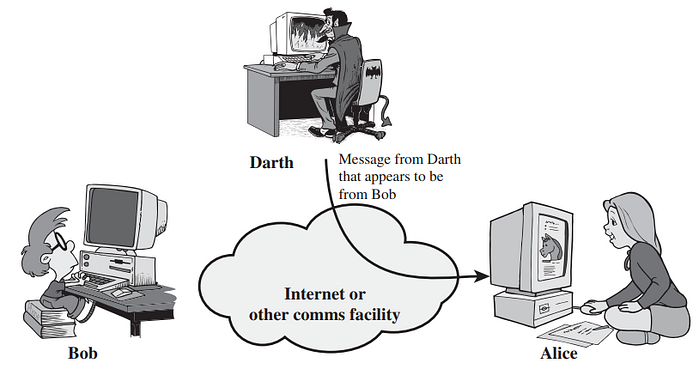 Darth
Message from Darth
that appears to be
from Bob
Internet or
other comms facility
Bob
Alice